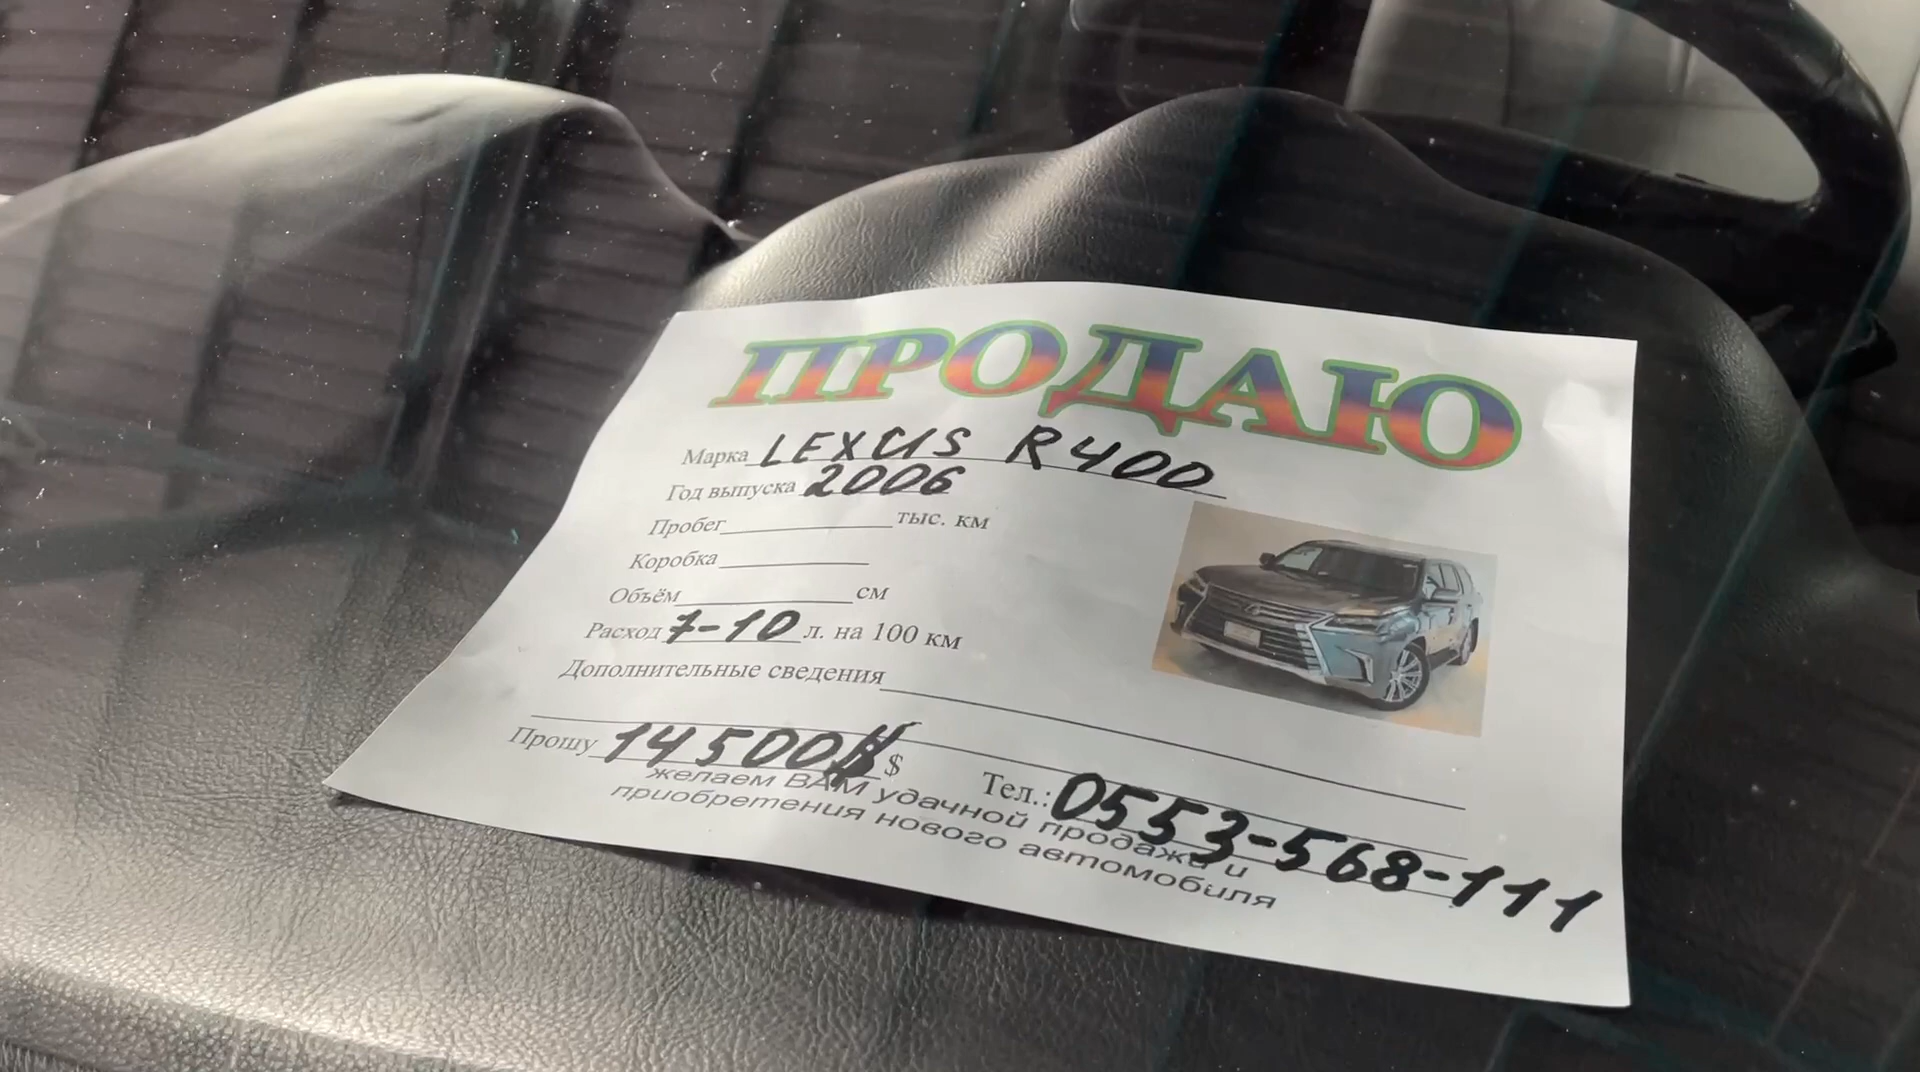 ПРОДАЮ
Марка LEXUS R400
Год выпуска 2006
Пробег ТЫС. КМ
Коробка
Объём СМ
Расход 7-10 л. на 100 км
Дополнительные сведения
Прошу 14500 $ Тел.: 0553-568-111
желаем ВАМ удачной продажи и
приобретения нового автомобиля